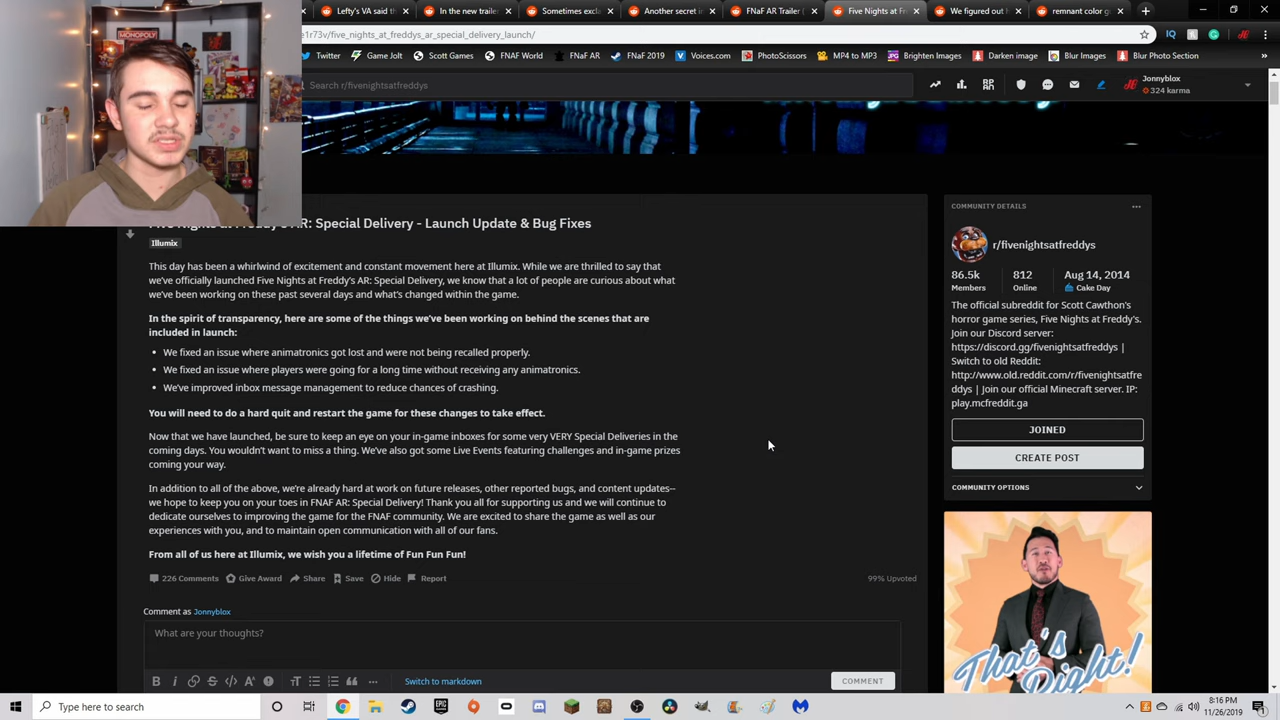 Lefty's VA said th
In the new trailer
Sometimes exclu
Another secret in
FNaF AR Trailer (
Five Nights at Fre
We figured out h
remnant color g
e1r73v/five_nights_at_freddys_ar_special_delivery_launch/
Twitter
Game Jolt
Scott Games
FNAF World
FNaF AR
FNAF 2019
Voices.com
PhotoScissors
MP4 to MP3
Brighten Images
Darken image
Blur Images
Blur Photo Section
MONOPOLY
Search r/fivenightsatfreddys
Jonnyblox
324 karma
AR: Special Delivery - Launch Update & Bug Fixes
Illumix
This day has been a whirlwind of excitement and constant movement here at Illumix. While we are thrilled to say that
we've officially launched Five Nights at Freddy's AR: Special Delivery, we know that a lot of people are curious about what
we've been working on these past several days and what's changed within the game.
In the spirit of transparency, here are some of the things we've been working on behind the scenes that are
included in launch:
• We fixed an issue where animatronics got lost and were not being recalled properly.
• We fixed an issue where players were going for a long time without receiving any animatronics.
• We've improved inbox message management to reduce chances of crashing.
You will need to do a hard quit and restart the game for these changes to take effect.
Now that we have launched, be sure to keep an eye on your in-game inboxes for some very VERY Special Deliveries in the
coming days. You wouldn't want to miss a thing. We've also got some Live Events featuring challenges and in-game prizes
coming your way.
In addition to all of the above, we're already hard at work on future releases, other reported bugs, and content updates--
we hope to keep you on your toes in FNAF AR: Special Delivery! Thank you all for supporting us and we will continue to
dedicate ourselves to improving the game for the FNAF community. We are excited to share the game as well as our
experiences with you, and to maintain open communication with all of our fans.
From all of us here at Illumix, we wish you a lifetime of Fun Fun Fun!
226 Comments
Give Award
Share
Save
Hide
Report
99% Upvoted
Comment as Jonnyblox
What are your thoughts?
Switch to markdown
COMMENT
COMMUNITY DETAILS
r/fivenightsatfreddys
86.5k
812
Aug 14, 2014
Members
Online
Cake Day
The official subreddit for Scott Cawthon's
horror game series, Five Nights at Freddy's.
Join our Discord server:
https://discord.gg/fivenightsatfreddys |
Switch to old Reddit:
http://www.old.reddit.com/r/fivenightsatfre
ddys | Join our official Minecraft server. IP:
play.mcfreddit.ga
JOINED
CREATE POST
COMMUNITY OPTIONS
That's
Right!
Type here to search
8:16 PM
11/26/2019